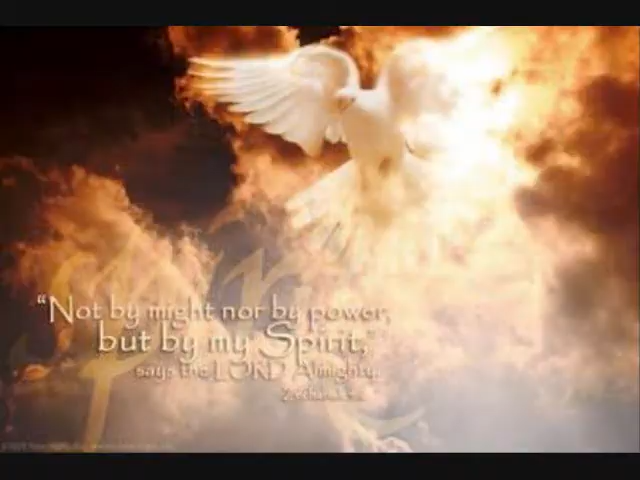 “Not by might nor by power,
but by my Spirit,”
says the LORD Almighty.